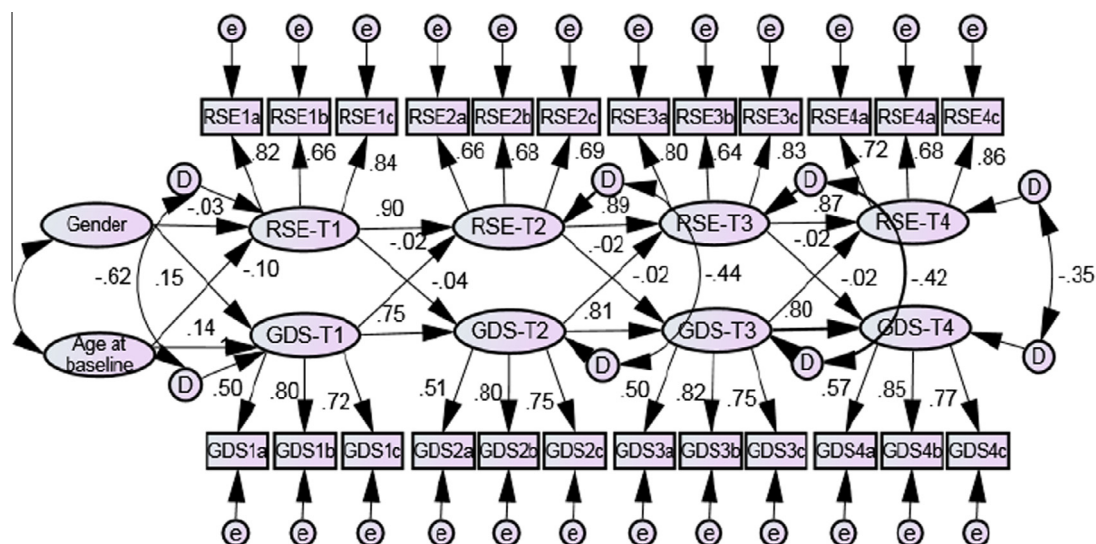 e e e e e e e e e e e e
RSE1a RSE1b RSE1c RSE2a RSE2b RSE2c RSE3a RSE3b RSE3c RSE4a RSE4a RSE4c
.82 .66 .84 .66 .68 .69 .80 .64 .83 .72 .68 .86
D D D D
Gender -.03 RSE-T1 .90 RSE-T2 .89 RSE-T3 .87 RSE-T4
-.02 -.02 -.02
-.62 .15 -.10 -.04 -.02 -.44 -.02 -.42 -.35
Age at
baseline
.14 GDS-T1 .75 GDS-T2 .81 GDS-T3 .80 GDS-T4
D D D D
.50 .80 .72 .51 .80 .75 .50 .82 .75 .57 .85 .77
GDS1a GDS1b GDS1c GDS2a GDS2b GDS2c GDS3a GDS3b GDS3c GDS4a GDS4b GDS4c
e e e e e e e e e e e e